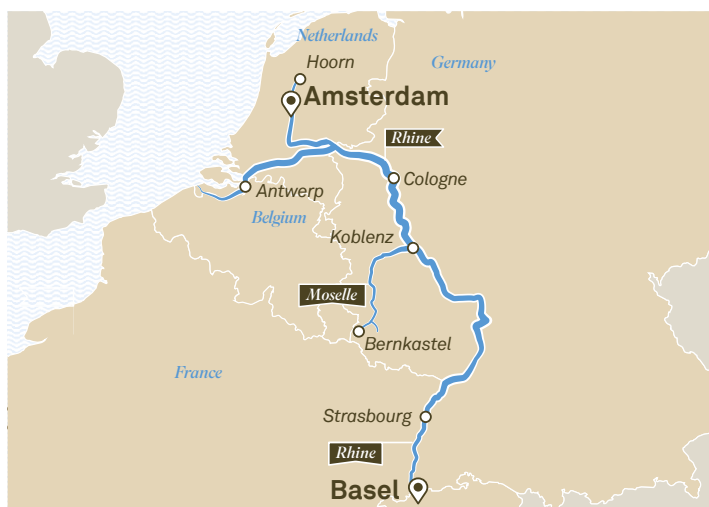 Netherlands
Hoorn
Germany
Amsterdam
Rhine
Cologne
Antwerp
Belgium
Koblenz
Moselle
Bernkastel
France
Strasbourg
Rhine
Basel